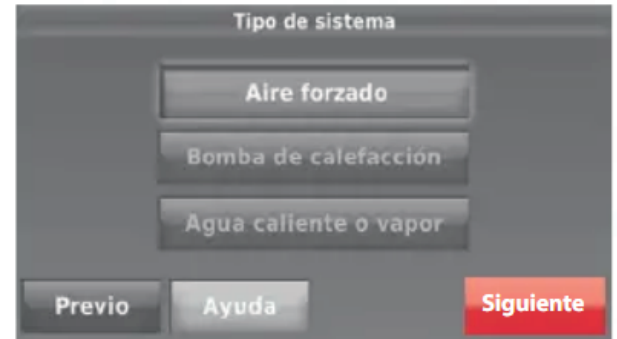 Tipo de sistema
Aire forzado
Bomba de calefacción
Agua caliente o vapor
Previo
Ayuda
Siguiente